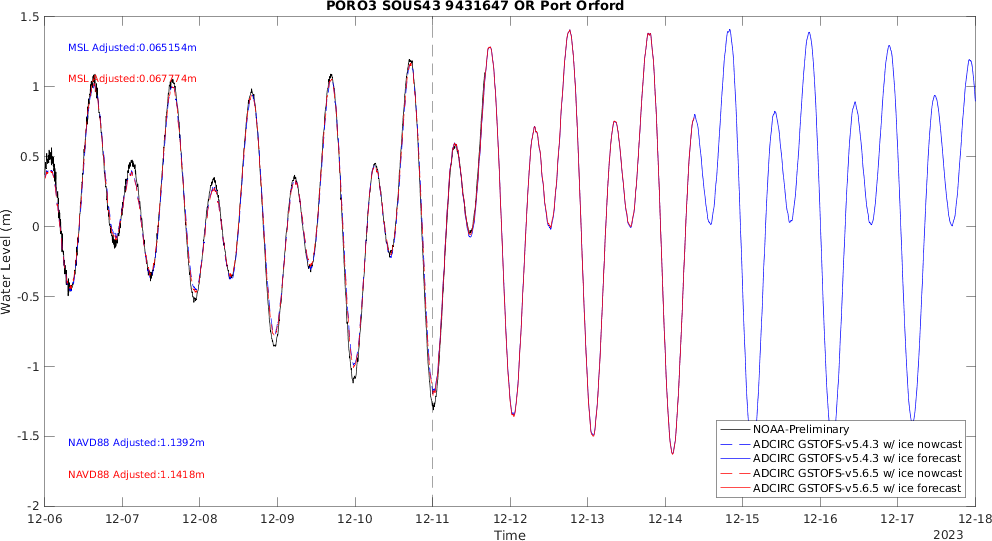 PORO3 SOUS43 9431647 OR Port Orford
1.5
1
0.5
0
-0.5
-1
-1.5
-2
Water Level (m)
MSL Adjusted:0.065154m
MSL Adjusted:0.067774m
NAVD88 Adjusted:1.1392m
NAVD88 Adjusted:1.1418m
NOAA-Preliminary
ADCIRC GSTOFS-v5.4.3 w/ ice nowcast
ADCIRC GSTOFS-v5.4.3 w/ ice forecast
ADCIRC GSTOFS-v5.6.5 w/ ice nowcast
ADCIRC GSTOFS-v5.6.5 w/ ice forecast
12-06 12-07 12-08 12-09 12-10 12-11 12-12 12-13 12-14 12-15 12-16 12-17 12-18
Time
2023